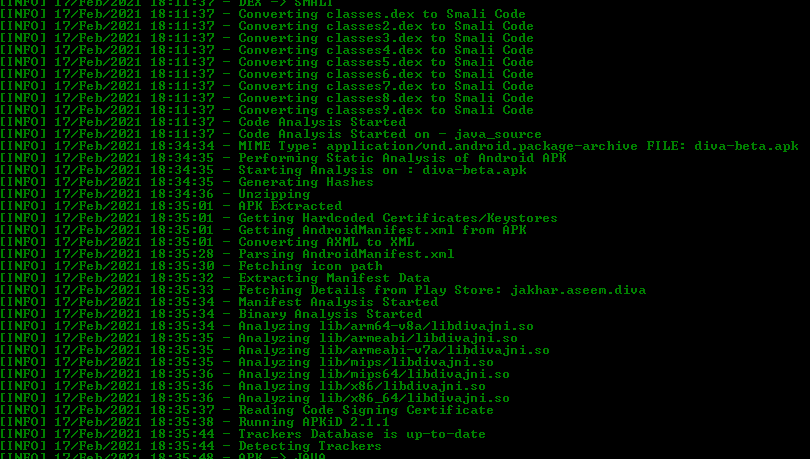 [INFO] 17/Feb/2021 18:11:37 - DEX -> SMALI
[INFO] 17/Feb/2021 18:11:37 - Converting classes.dex to Smali Code
[INFO] 17/Feb/2021 18:11:37 - Converting classes2.dex to Smali Code
[INFO] 17/Feb/2021 18:11:37 - Converting classes3.dex to Smali Code
[INFO] 17/Feb/2021 18:11:37 - Converting classes4.dex to Smali Code
[INFO] 17/Feb/2021 18:11:37 - Converting classes5.dex to Smali Code
[INFO] 17/Feb/2021 18:11:37 - Converting classes6.dex to Smali Code
[INFO] 17/Feb/2021 18:11:37 - Converting classes7.dex to Smali Code
[INFO] 17/Feb/2021 18:11:37 - Converting classes8.dex to Smali Code
[INFO] 17/Feb/2021 18:11:37 - Converting classes9.dex to Smali Code
[INFO] 17/Feb/2021 18:11:37 - Code Analysis Started
[INFO] 17/Feb/2021 18:11:37 - Code Analysis Started on - java_source
[INFO] 17/Feb/2021 18:34:34 - MIME Type: application/vnd.android.package-archive FILE: diva-beta.apk
[INFO] 17/Feb/2021 18:34:35 - Performing Static Analysis of Android APK
[INFO] 17/Feb/2021 18:34:35 - Starting Analysis on : diva-beta.apk
[INFO] 17/Feb/2021 18:34:35 - Generating Hashes
[INFO] 17/Feb/2021 18:34:36 - Unzipping
[INFO] 17/Feb/2021 18:35:01 - APK Extracted
[INFO] 17/Feb/2021 18:35:01 - Getting Hardcoded Certificates/Keystores
[INFO] 17/Feb/2021 18:35:01 - Getting AndroidManifest.xml from APK
[INFO] 17/Feb/2021 18:35:01 - Converting AXML to XML
[INFO] 17/Feb/2021 18:35:28 - Parsing AndroidManifest.xml
[INFO] 17/Feb/2021 18:35:30 - Fetching icon path
[INFO] 17/Feb/2021 18:35:32 - Extracting Manifest Data
[INFO] 17/Feb/2021 18:35:33 - Fetching Details from Play Store: jakhar.aseem.diva
[INFO] 17/Feb/2021 18:35:34 - Manifest Analysis Started
[INFO] 17/Feb/2021 18:35:34 - Binary Analysis Started
[INFO] 17/Feb/2021 18:35:34 - Analyzing lib/arm64-v8a/libdivajni.so
[INFO] 17/Feb/2021 18:35:35 - Analyzing lib/armeabi/libdivajni.so
[INFO] 17/Feb/2021 18:35:35 - Analyzing lib/armeabi-v7a/libdivajni.so
[INFO] 17/Feb/2021 18:35:35 - Analyzing lib/mips/libdivajni.so
[INFO] 17/Feb/2021 18:35:36 - Analyzing lib/mips64/libdivajni.so
[INFO] 17/Feb/2021 18:35:36 - Analyzing lib/x86/libdivajni.so
[INFO] 17/Feb/2021 18:35:36 - Analyzing lib/x86_64/libdivajni.so
[INFO] 17/Feb/2021 18:35:37 - Reading Code Signing Certificate
[INFO] 17/Feb/2021 18:35:38 - Running APKiD 2.1.1
[INFO] 17/Feb/2021 18:35:44 - Trackers Database is up-to-date
[INFO] 17/Feb/2021 18:35:44 - Detecting Trackers
[INFO] 17/Feb/2021 18:35:48 - APK -> JAVA